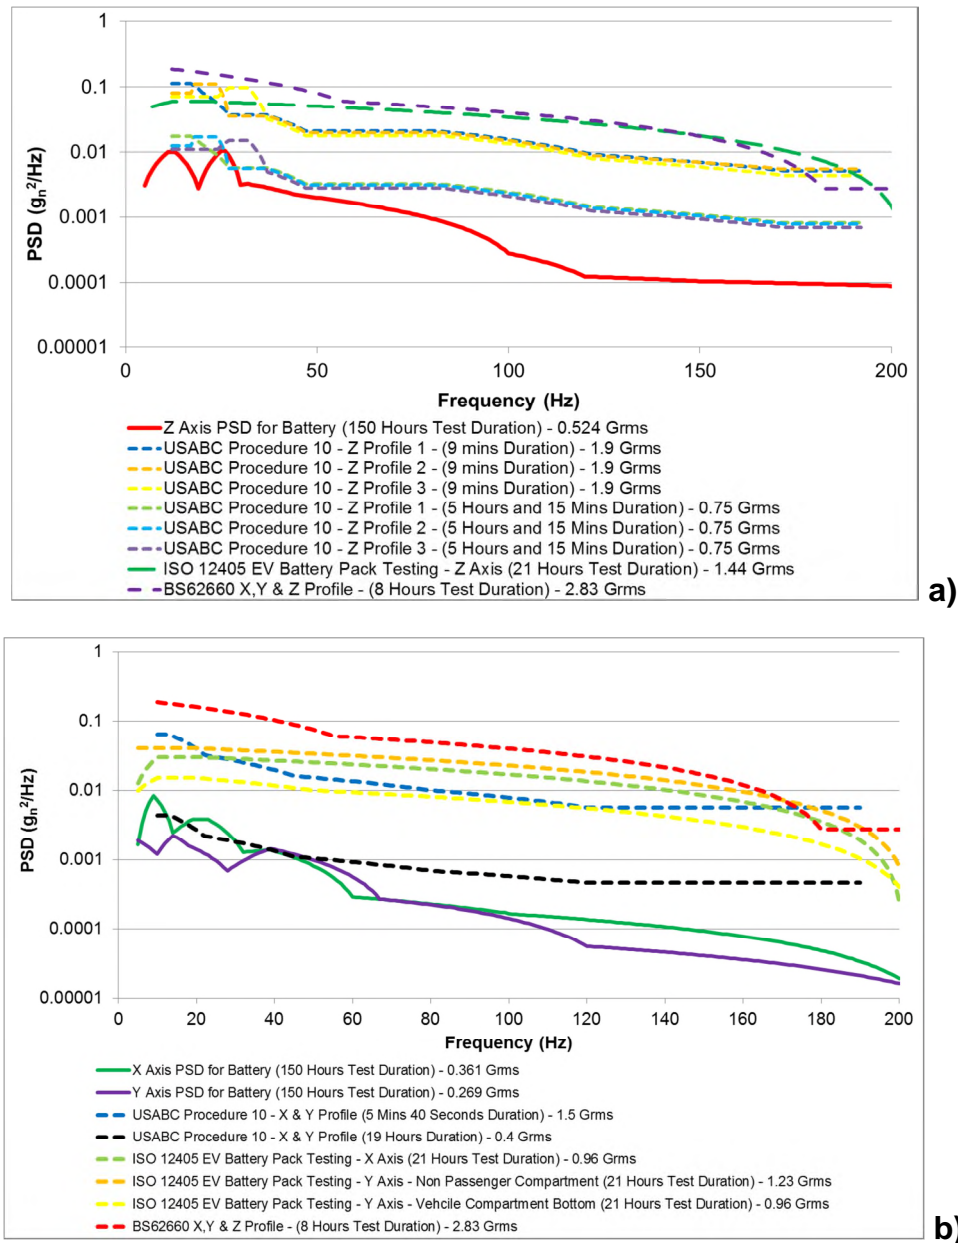 1
0.1
0.01
0.001
0.0001
0.00001
PSD (gn²/Hz)
0 50 100 150 200
Frequency (Hz)
Z Axis PSD for Battery (150 Hours Test Duration) - 0.524 Grms
USABC Procedure 10 - Z Profile 1 - (9 mins Duration) - 1.9 Grms
USABC Procedure 10 - Z Profile 2 - (9 mins Duration) - 1.9 Grms
USABC Procedure 10 - Z Profile 3 - (9 mins Duration) - 1.9 Grms
USABC Procedure 10 - Z Profile 1 - (5 Hours and 15 Mins Duration) - 0.75 Grms
USABC Procedure 10 - Z Profile 2 - (5 Hours and 15 Mins Duration) - 0.75 Grms
USABC Procedure 10 - Z Profile 3 - (5 Hours and 15 Mins Duration) - 0.75 Grms
ISO 12405 EV Battery Pack Testing - Z Axis (21 Hours Test Duration) - 1.44 Grms
BS62660 X,Y & Z Profile - (8 Hours Test Duration) - 2.83 Grms
a)
1
0.1
0.01
0.001
0.0001
0.00001
PSD (gn²/Hz)
0 20 40 60 80 100 120 140 160 180 200
Frequency (Hz)
X Axis PSD for Battery (150 Hours Test Duration) - 0.361 Grms
Y Axis PSD for Battery (150 Hours Test Duration) - 0.269 Grms
USABC Procedure 10 - X & Y Profile (5 Mins 40 Seconds Duration) - 1.5 Grms
USABC Procedure 10 - X & Y Profile (19 Hours Duration) - 0.4 Grms
ISO 12405 EV Battery Pack Testing - X Axis (21 Hours Test Duration) - 0.96 Grms
ISO 12405 EV Battery Pack Testing - Y Axis - Non Passenger Compartment (21 Hours Test Duration) - 1.23 Grms
ISO 12405 EV Battery Pack Testing - Y Axis - Vehcile Compartment Bottom (21 Hours Test Duration) - 0.96 Grms
BS62660 X,Y & Z Profile - (8 Hours Test Duration) - 2.83 Grms
b)